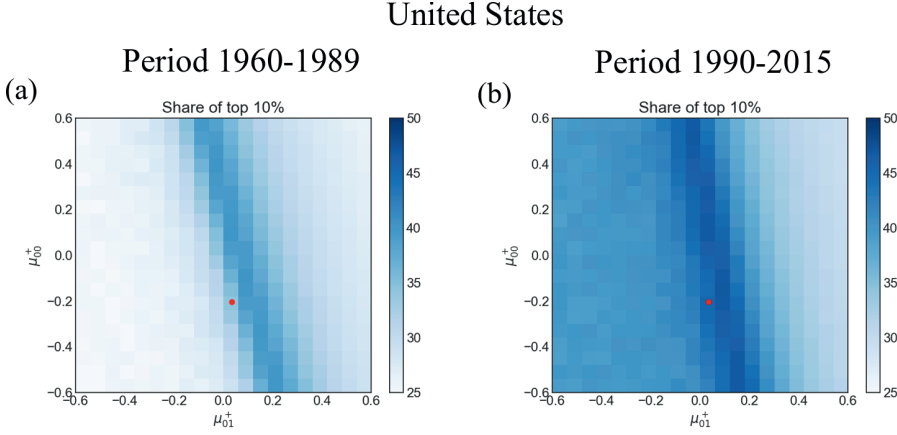 United States
Period 1960-1989 Period 1990-2015
(a) (b)
Share of top 10% Share of top 10%
0.6 50 0.6 50
0.4 45 0.4 45
0.2 40 0.2 40
μ⁺₀₀ 0.0 μ⁺₀₀ 0.0
35 35
−0.2 −0.2
30 30
−0.4 −0.4
−0.6 25 −0.6 25
−0.6 −0.4 −0.2 0.0 0.2 0.4 0.6 −0.6 −0.4 −0.2 0.0 0.2 0.4 0.6
μ⁺₀₁ μ⁺₀₁